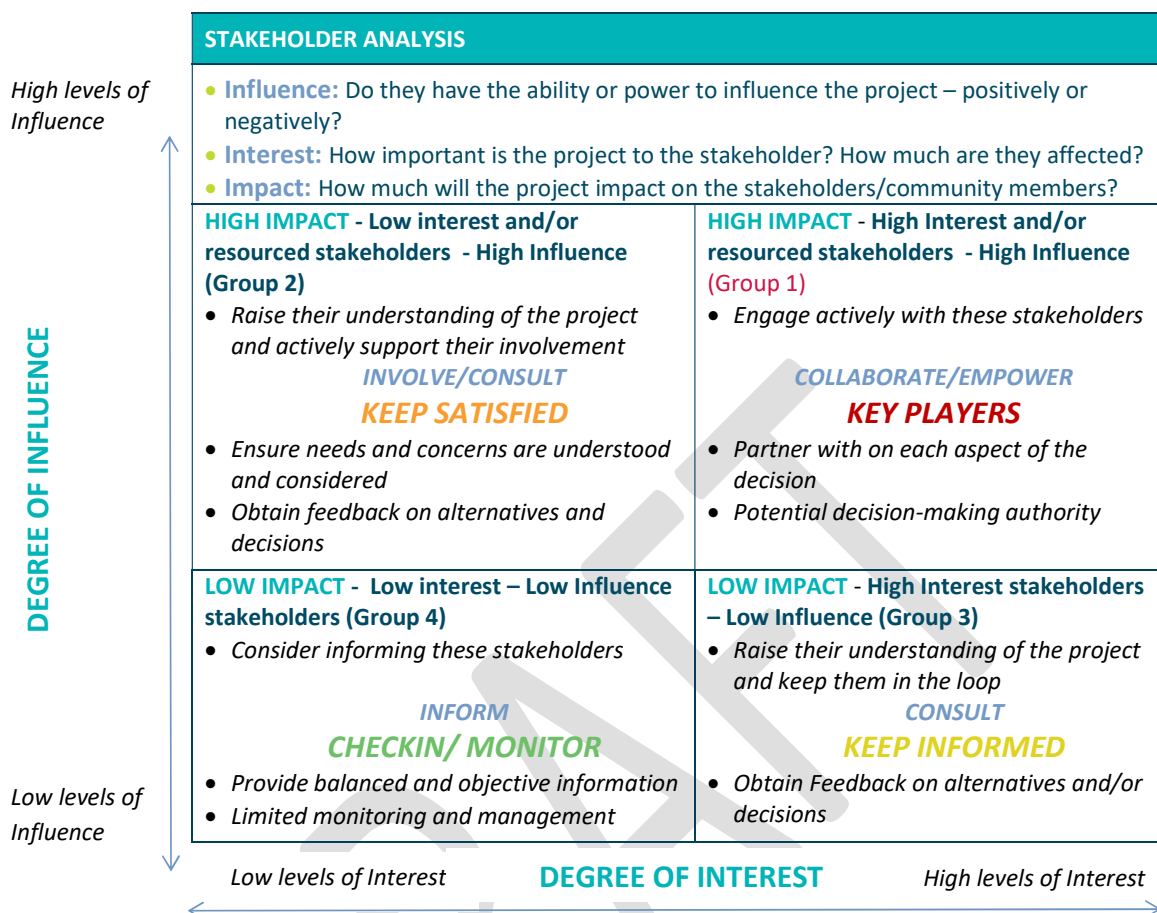 STAKEHOLDER ANALYSIS
High levels of
Influence
• Influence: Do they have the ability or power to influence the project – positively or
negatively?
• Interest: How important is the project to the stakeholder? How much are they affected?
• Impact: How much will the project impact on the stakeholders/community members?
DEGREE OF INFLUENCE
HIGH IMPACT - Low interest and/or
resourced stakeholders - High Influence
(Group 2)
• Raise their understanding of the project
and actively support their involvement
INVOLVE/CONSULT
KEEP SATISFIED
• Ensure needs and concerns are understood
and considered
• Obtain feedback on alternatives and
decisions
HIGH IMPACT - High Interest and/or
resourced stakeholders - High Influence
(Group 1)
• Engage actively with these stakeholders
COLLABORATE/EMPOWER
KEY PLAYERS
• Partner with on each aspect of the
decision
• Potential decision-making authority
LOW IMPACT - Low interest – Low Influence
stakeholders (Group 4)
• Consider informing these stakeholders
INFORM
CHECKIN/ MONITOR
• Provide balanced and objective information
• Limited monitoring and management
LOW IMPACT - High Interest stakeholders
– Low Influence (Group 3)
• Raise their understanding of the project
and keep them in the loop
CONSULT
KEEP INFORMED
• Obtain Feedback on alternatives and/or
decisions
Low levels of
Influence
Low levels of Interest
DEGREE OF INTEREST
High levels of Interest
RAFT